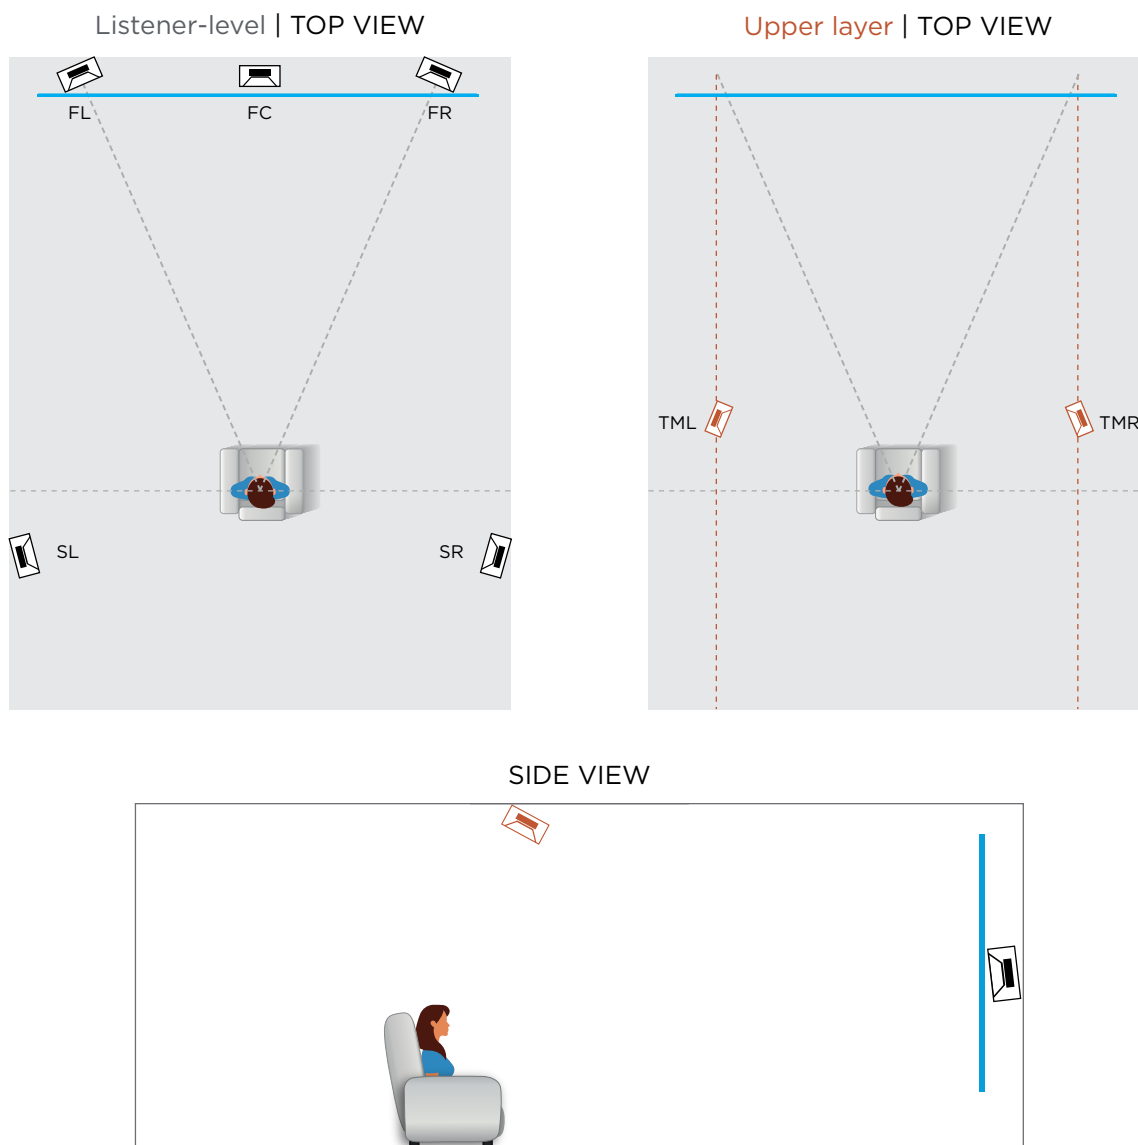 Listener-level | TOP VIEW
Upper layer | TOP VIEW
FL
FC
FR
TML
TMR
SL
SR
SIDE VIEW